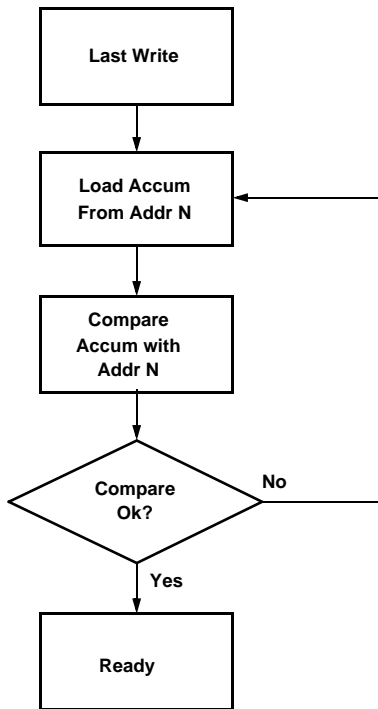 Last Write
Load Accum
From Addr N
Compare
Accum with
Addr N
Compare
Ok?
No
Yes
Ready